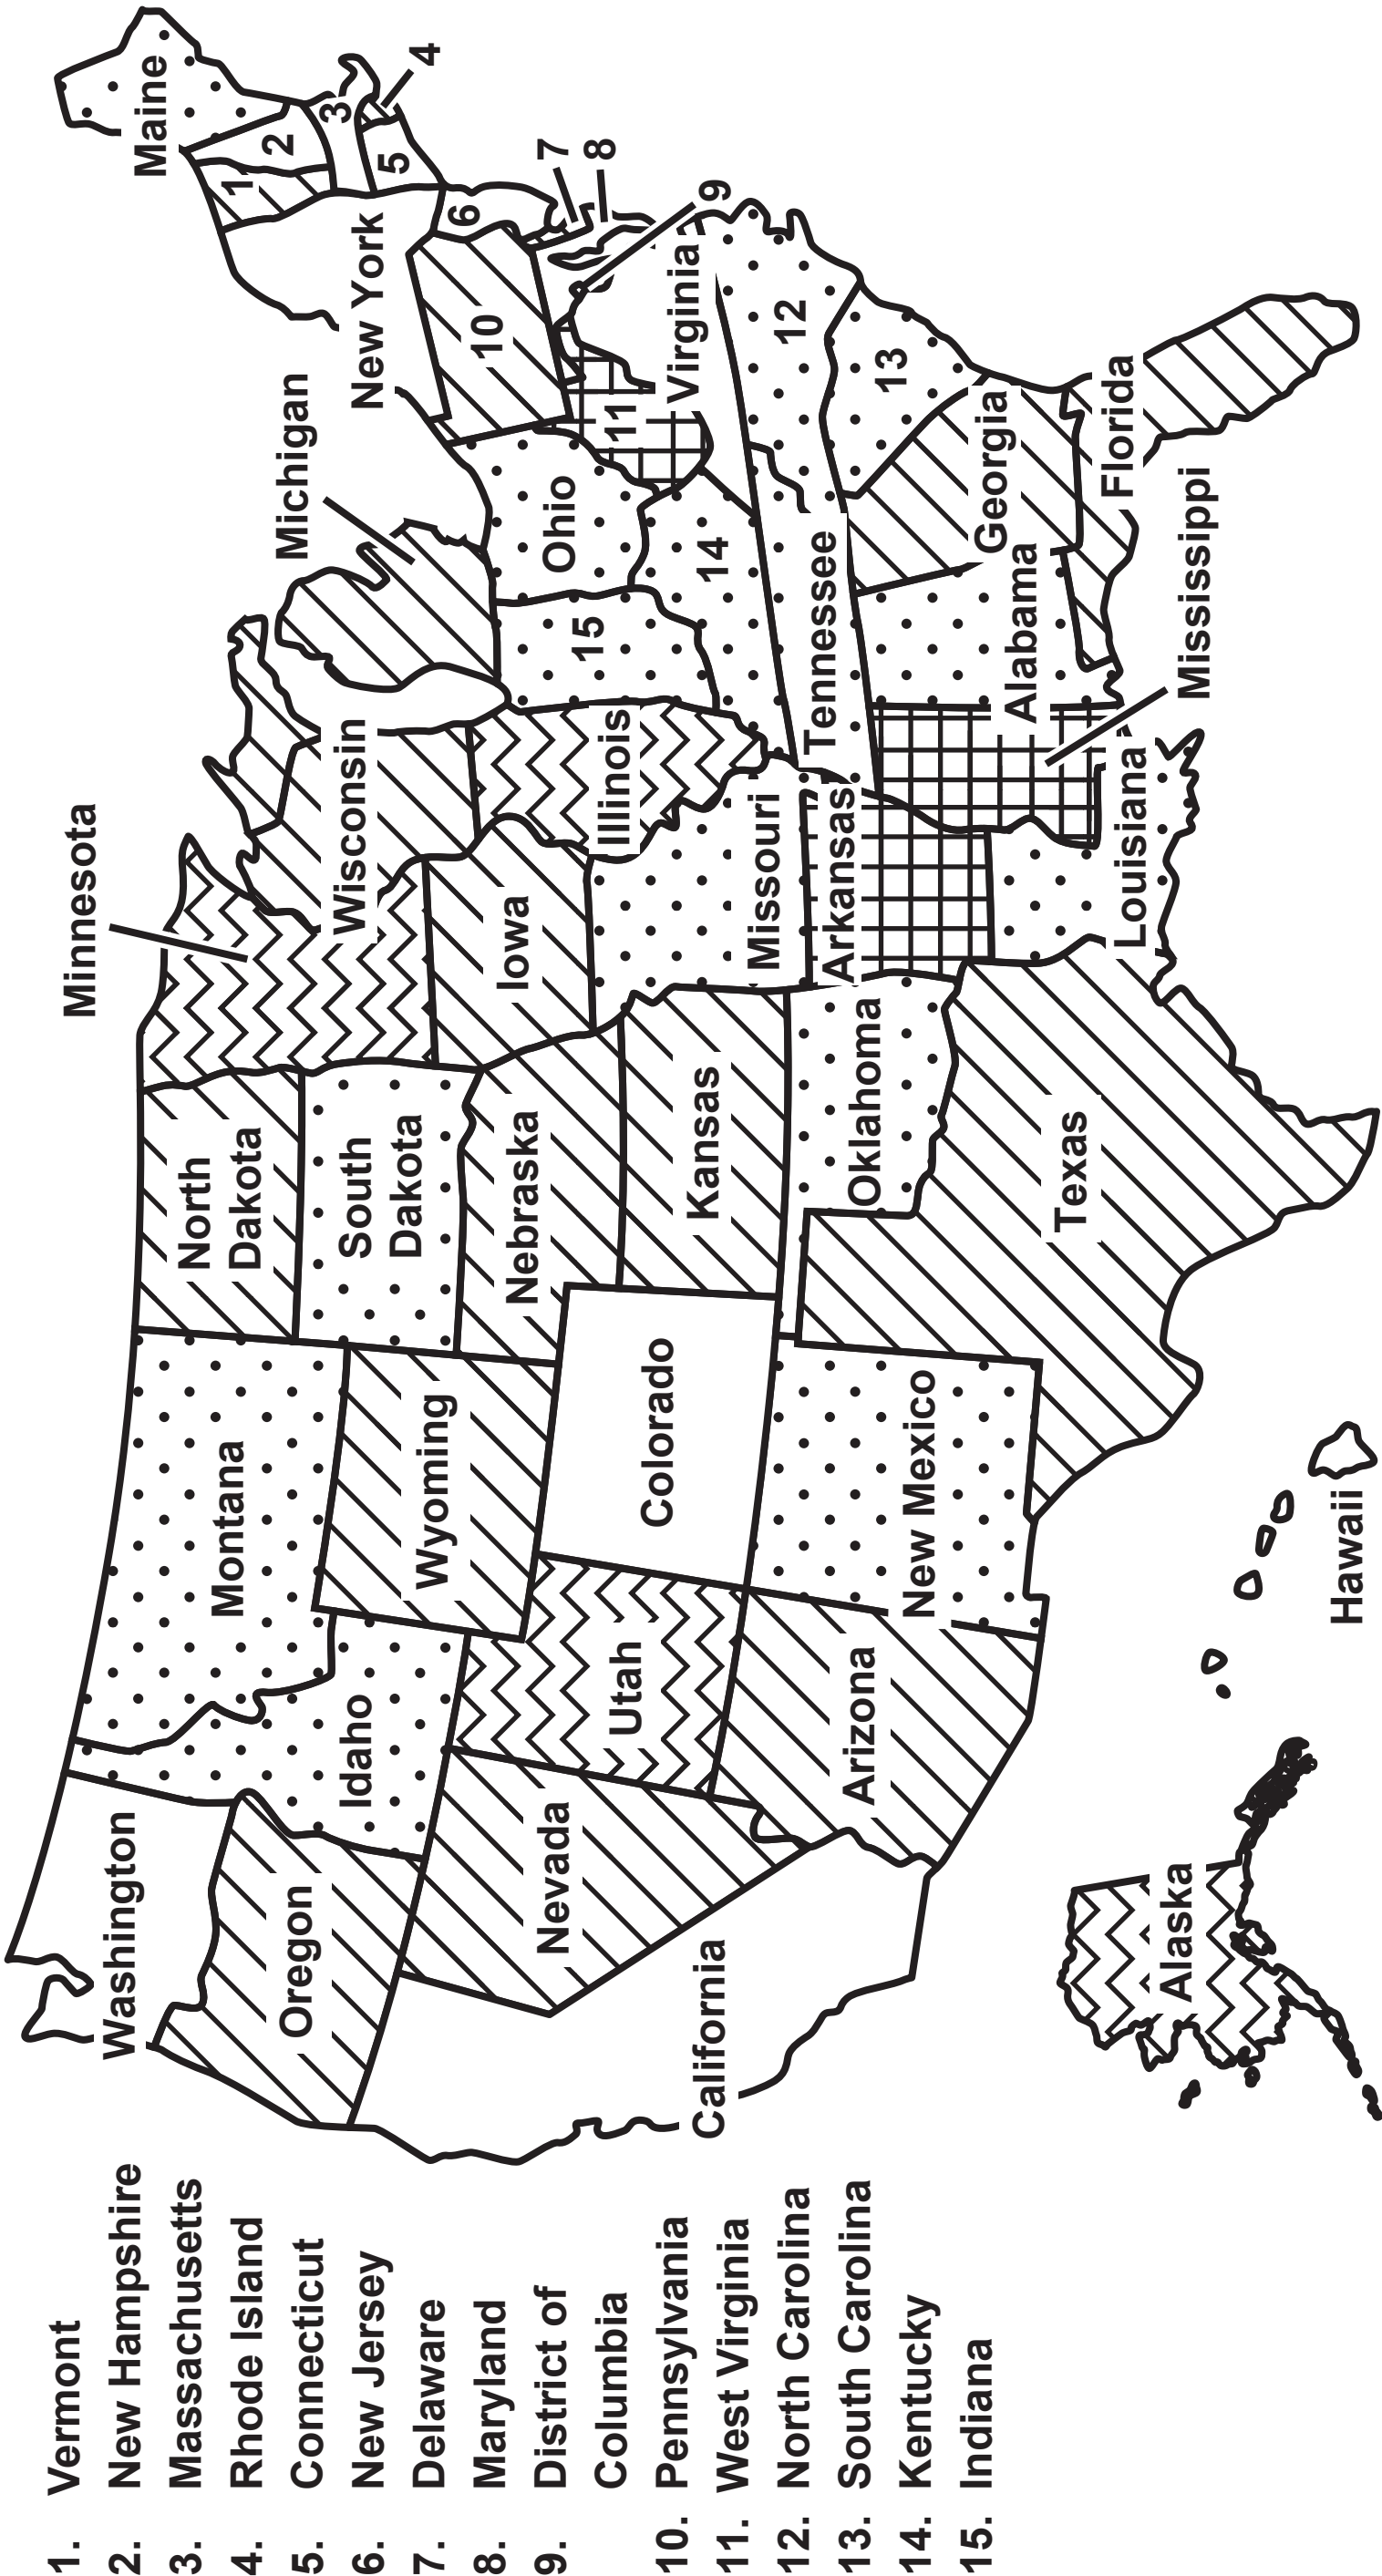 1. Vermont
2. New Hampshire
3. Massachusetts
4. Rhode Island
5. Connecticut
6. New Jersey
7. Delaware
8. Maryland
9. District of
Columbia
10. Pennsylvania
11. West Virginia
12. North Carolina
13. South Carolina
14. Kentucky
15. Indiana
Washington
Oregon
California
Nevada
Idaho
Montana
Wyoming
Utah
Arizona
Colorado
New Mexico
North
Dakota
South
Dakota
Nebraska
Kansas
Oklahoma
Texas
Minnesota
Iowa
Missouri
Arkansas
Louisiana
Wisconsin
Illinois
Michigan
Ohio
Tennessee
Mississippi
Alabama
Georgia
Florida
Virginia
New York
Maine
Alaska
Hawaii
1
2
3
4
5
6
7
8
9
10
11
12
13
14
15